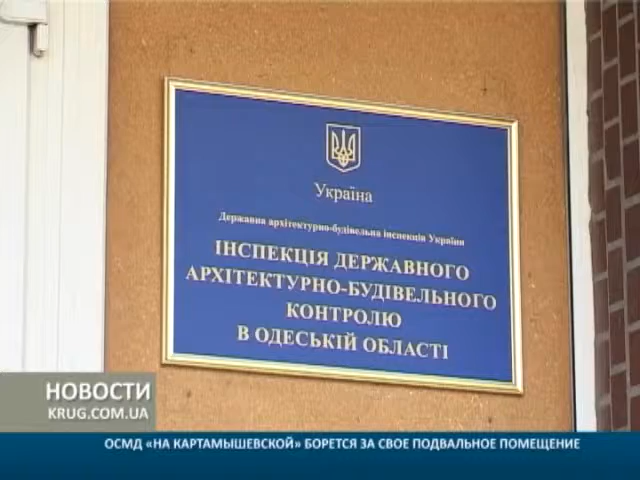 Україна
Державна архітектурно-будівельна інспекція України
ІНСПЕКЦІЯ ДЕРЖАВНОГО
АРХІТЕКТУРНО-БУДІВЕЛЬНОГО
КОНТРОЛЮ
В ОДЕСЬКІЙ ОБЛАСТІ
НОВОСТИ
KRUG.COM.UA
ОСМД «НА КАРТАМЫШЕВСКОЙ» БОРЕТСЯ ЗА СВОЕ ПОДВАЛЬНОЕ ПОМЕЩЕНИЕ